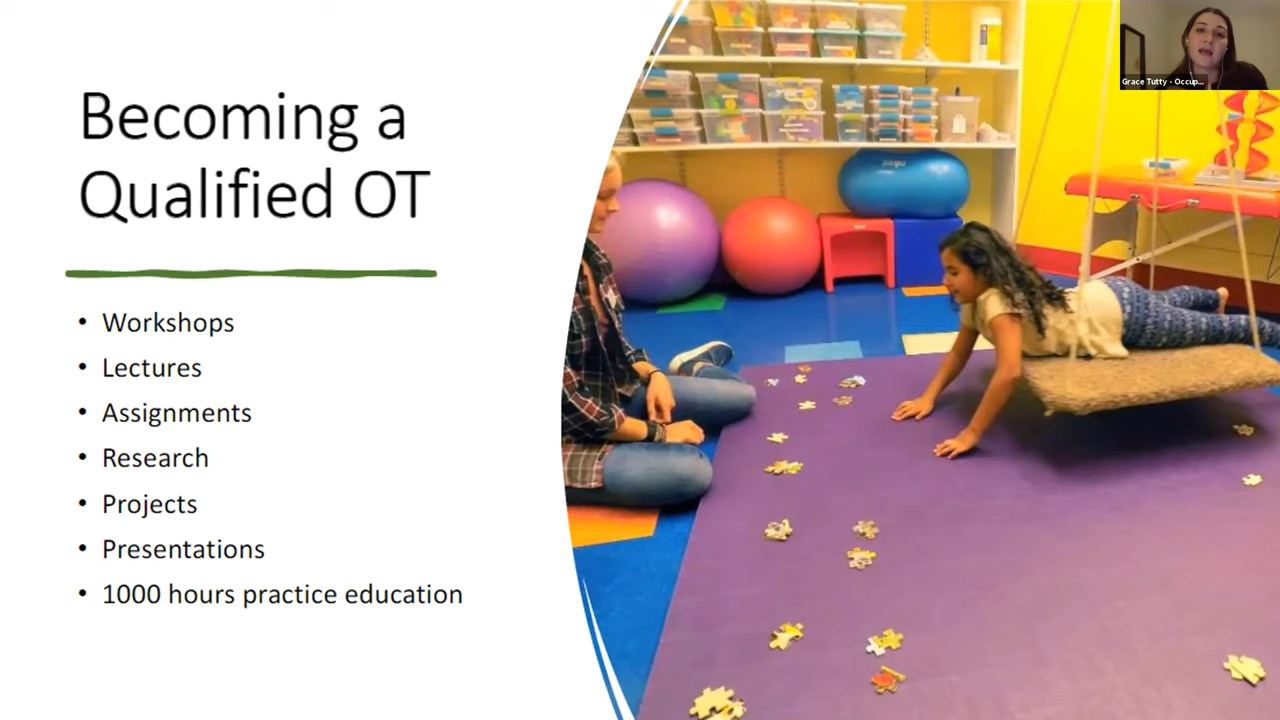 Grace Tutty - Occup...
Becoming a
Qualified OT
• Workshops
• Lectures
• Assignments
• Research
• Projects
• Presentations
• 1000 hours practice education